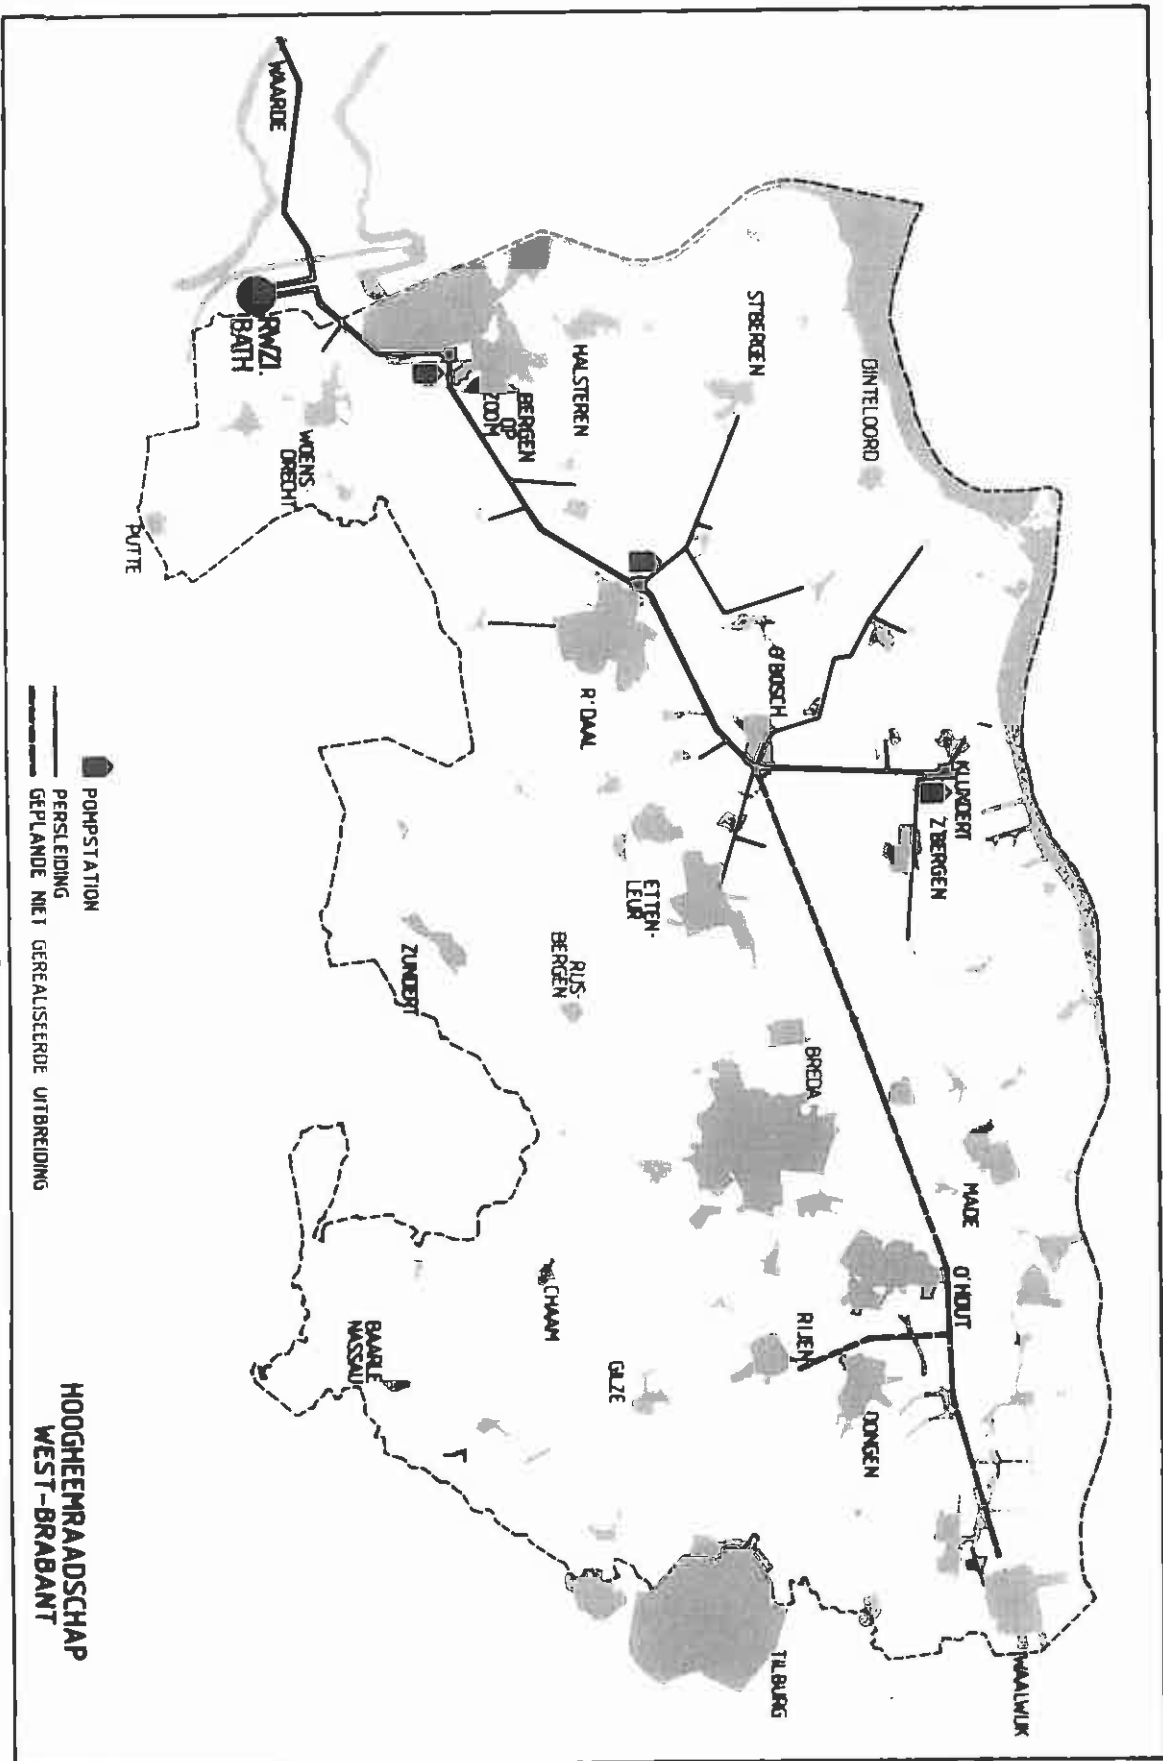 WAARDE
RWZI.
BATH
WOENS
DRECHT
PUTTE
BERGEN
OP
ZOOM
HALSTEREN
ST.BERGEN
DINTELOORD
R'DAAL
O'BOSCH
KLUNDERT
Z'BERGEN
ETTEN-
LEUR
RIJS-
BERGEN
ZUNDERT
BREDA
MADE
O'HOUT
RIJEN
DONGEN
CHAAM
GILZE
BAARLE
NASSAU
TILBURG
WAALWIJK
POMPSTATION
PERSLEIDING
GEPLANDE NIET GEREALISEERDE UITBREIDING
HOOGHEEMRAADSCHAP
WEST-BRABANT